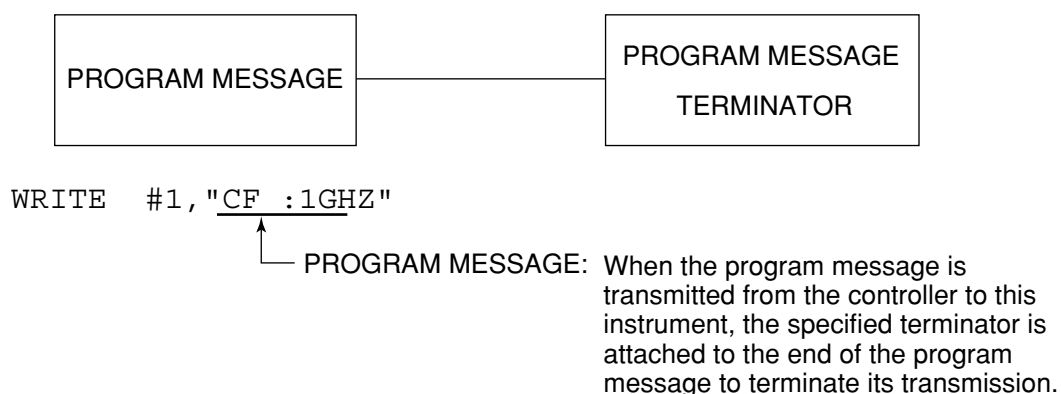 PROGRAM MESSAGE
PROGRAM MESSAGE
TERMINATOR
WRITE #1,"CF :1GHZ"
PROGRAM MESSAGE: When the program message is
transmitted from the controller to this
instrument, the specified terminator is
attached to the end of the program
message to terminate its transmission.